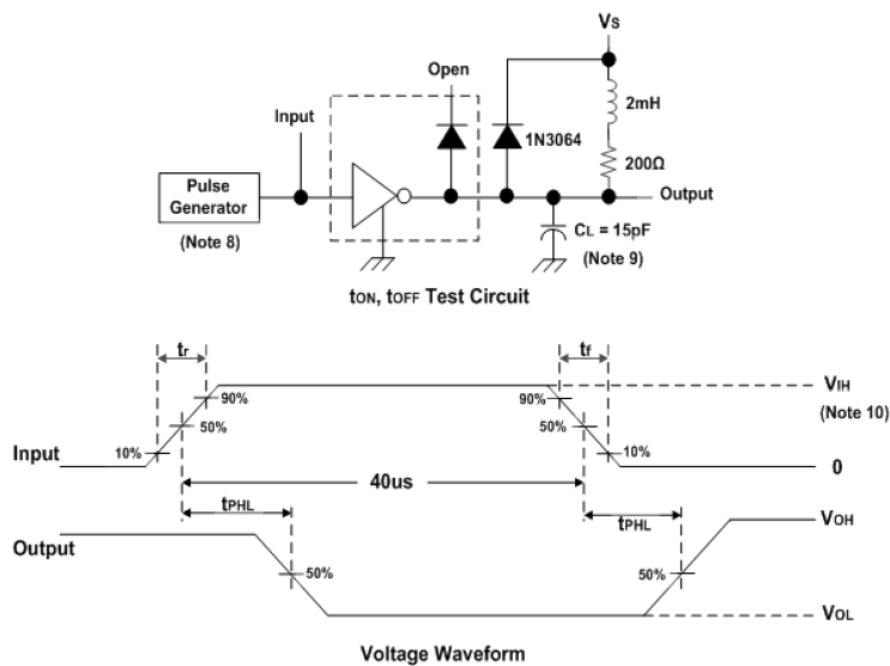 Vs
Open
2mH
Input
1N3064
200Ω
Pulse
Generator
Output
(Note 8)
CL = 15pF
(Note 9)
tON, tOFF Test Circuit
tr
tf
90%
90%
VIH
(Note 10)
50%
50%
Input
10%
10%
0
40us
tPHL
tPHL
VOH
Output
50%
50%
VOL
Voltage Waveform